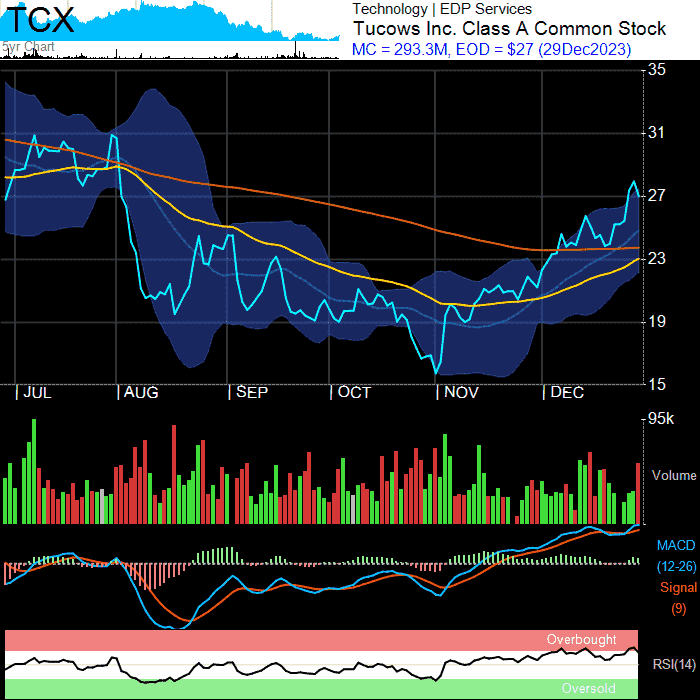 TCX
5yr Chart
Technology | EDP Services
Tucows Inc. Class A Common Stock
MC = 293.3M, EOD = $27 (29Dec2023)
35
31
27
23
19
15
| JUL | AUG | SEP | OCT | NOV | DEC
95k
Volume
MACD
(12-26)
Signal
(9)
Overbought
RSI(14)
Oversold